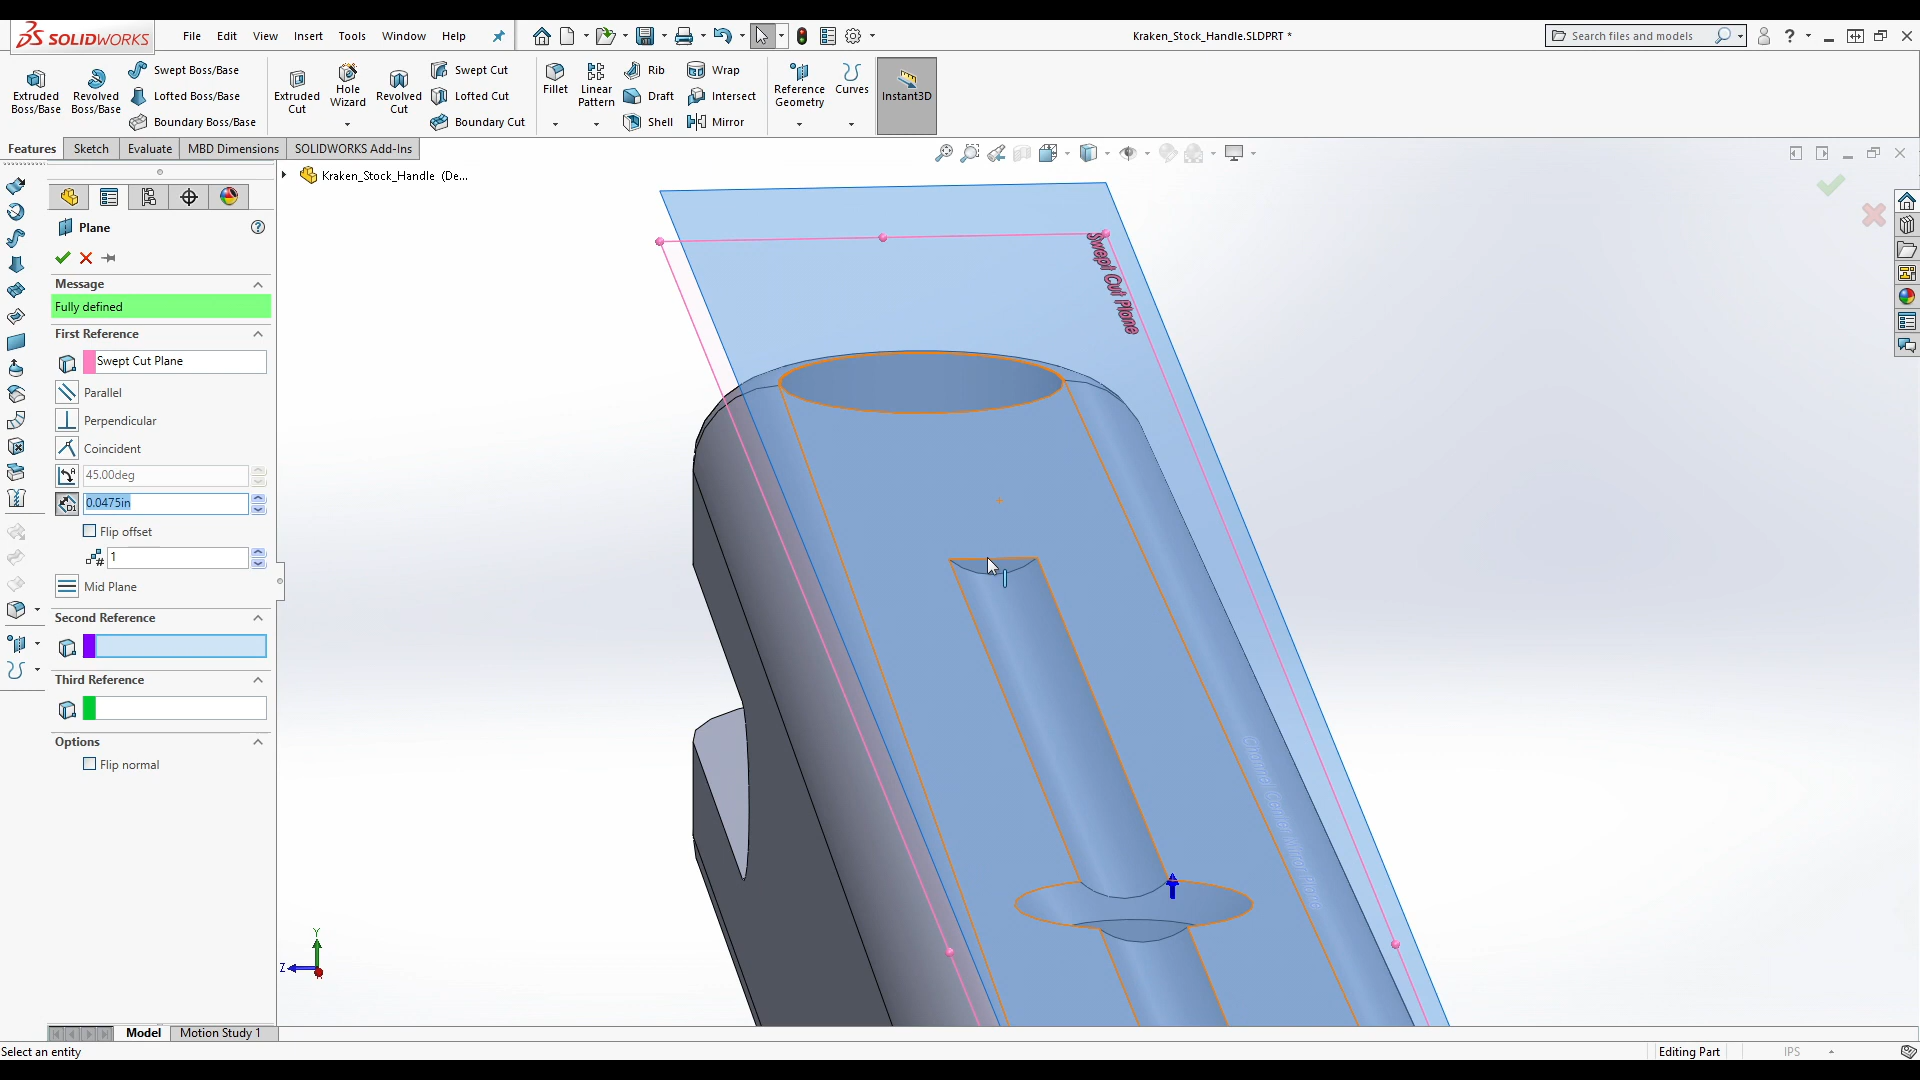 SOLIDWORKS
File Edit View Insert Tools Window Help
Kraken_Stock_Handle.SLDPRT *
Search files and models
Extruded Boss/Base
Revolved Boss/Base
Swept Boss/Base
Lofted Boss/Base
Boundary Boss/Base
Extruded Cut
Hole Wizard
Revolved Cut
Swept Cut
Lofted Cut
Boundary Cut
Fillet
Linear Pattern
Rib
Draft
Shell
Wrap
Intersect
Mirror
Reference Geometry
Curves
Instant3D
Features Sketch Evaluate MBD Dimensions SOLIDWORKS Add-Ins
Kraken_Stock_Handle (De...
Plane
Message
Fully defined
First Reference
Swept Cut Plane
Parallel
Perpendicular
Coincident
45.00deg
0.0475in
Flip offset
1
Mid Plane
Second Reference
Third Reference
Options
Flip normal
Swept Cut Plane
Channel Center Mirror Plane
Y
Z
Model Motion Study 1
Select an entity
Editing Part
IPS